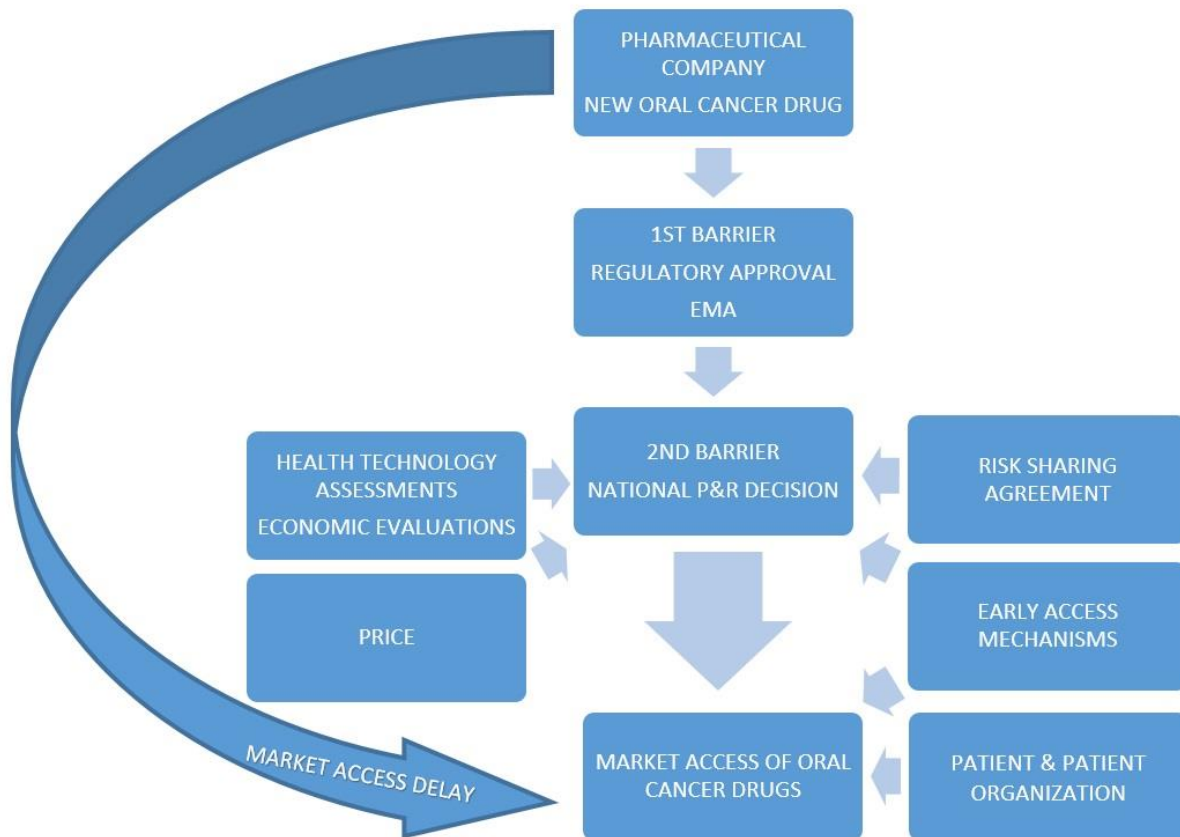 PHARMACEUTICAL
COMPANY
NEW ORAL CANCER DRUG
1ST BARRIER
REGULATORY APPROVAL
EMA
HEALTH TECHNOLOGY
ASSESSMENTS
ECONOMIC EVALUATIONS
2ND BARRIER
NATIONAL P&R DECISION
RISK SHARING
AGREEMENT
PRICE
EARLY ACCESS
MECHANISMS
MARKET ACCESS DELAY
MARKET ACCESS OF ORAL
CANCER DRUGS
PATIENT & PATIENT
ORGANIZATION